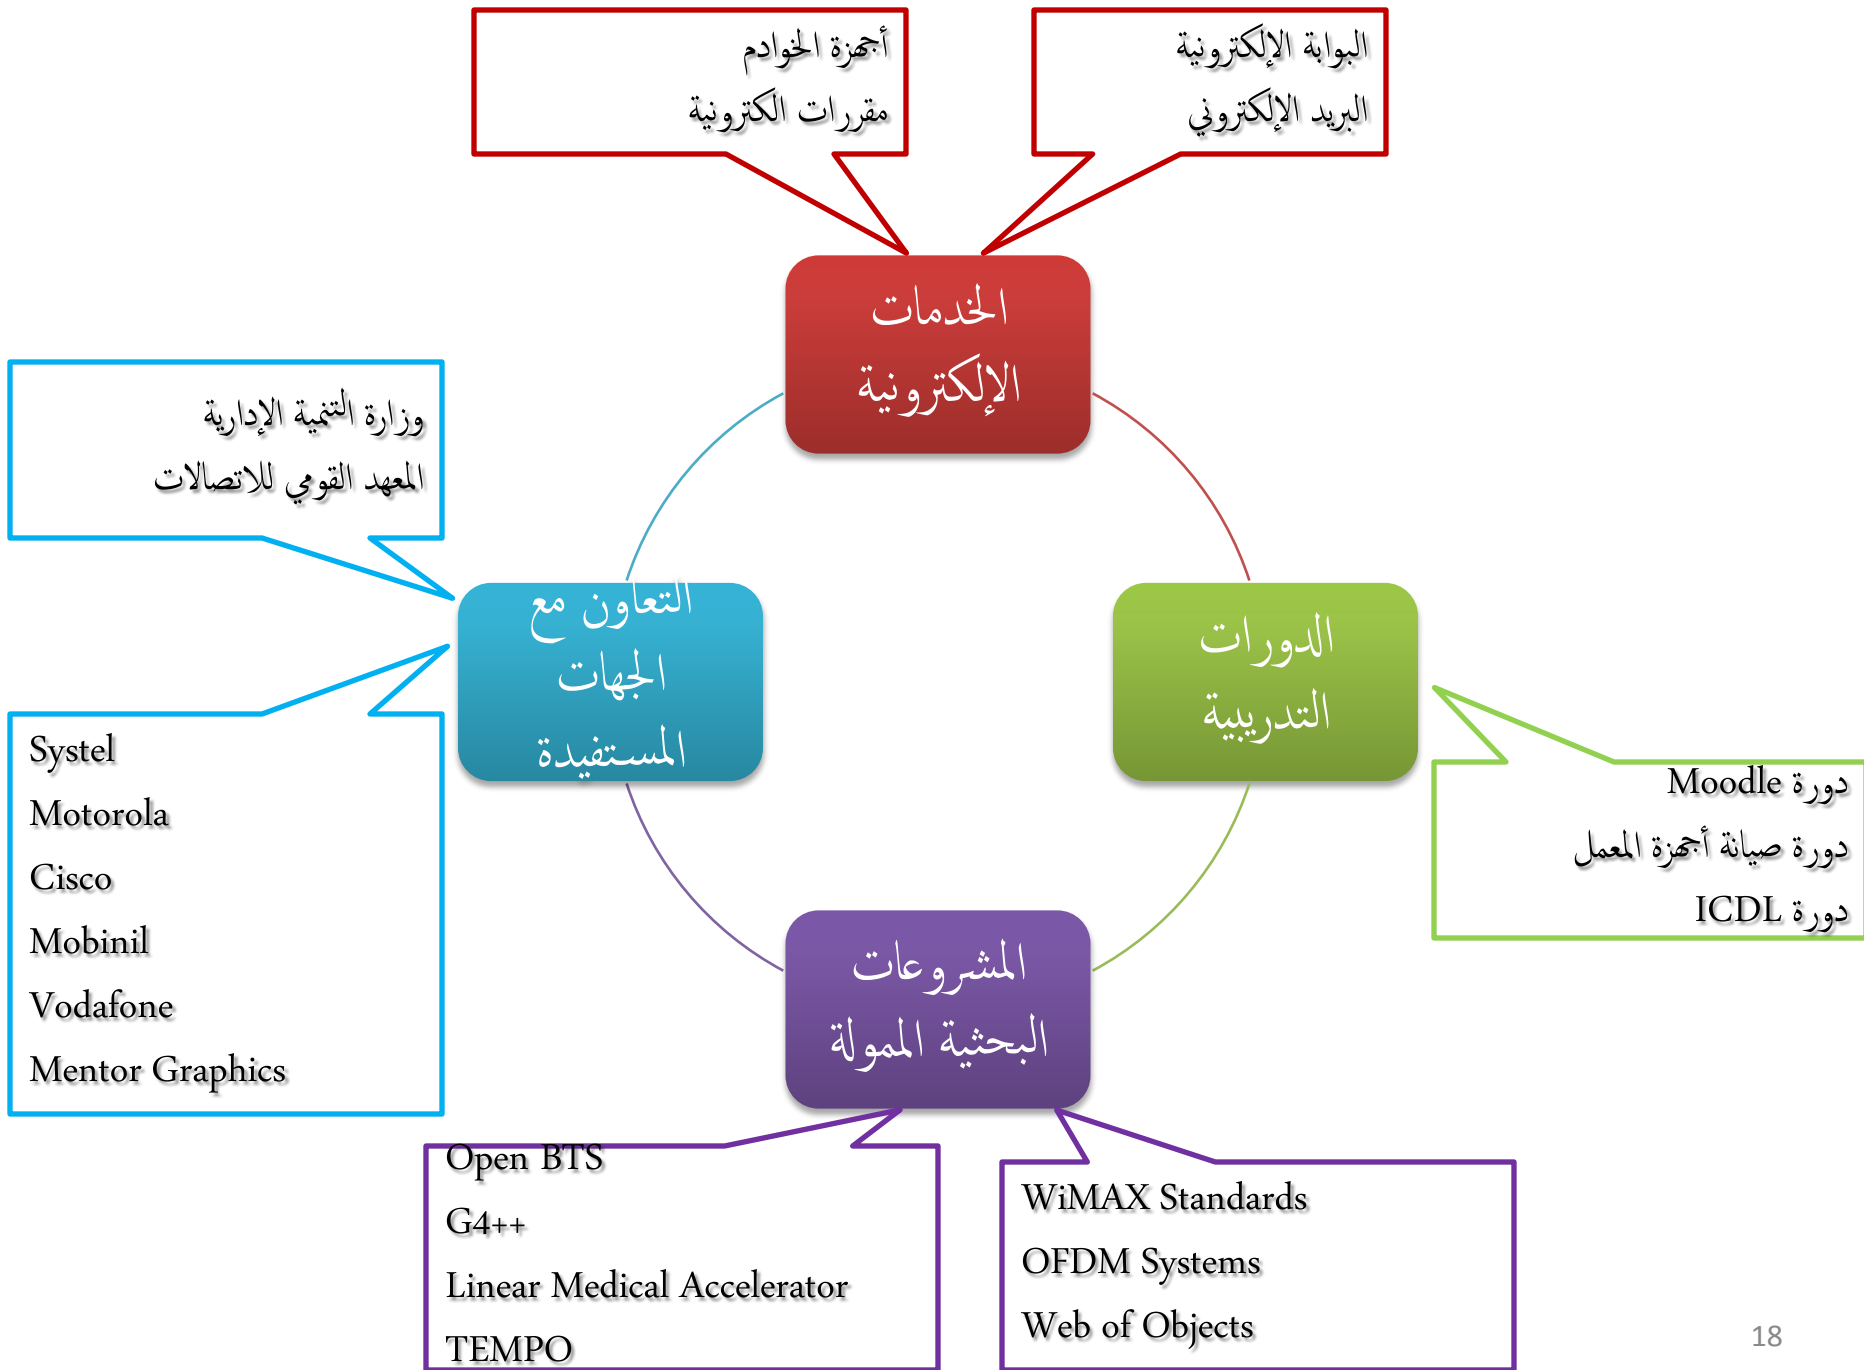 البوابة الإلكترونية
البريد الإلكتروني
أجهزة الخوادم
مقررات الكترونية
الخدمات
الإلكترونية
وزارة التنمية الإدارية
المعهد القومي للاتصالات
التعاون مع
الجهات
المستفيدة
الدورات
التدريبية
دورة Moodle
دورة صيانة أجهزة المعمل
دورة ICDL
Systel
Motorola
Cisco
Mobinil
Vodafone
Mentor Graphics
المشروعات
البحثية الممولة
Open BTS
G4++
Linear Medical Accelerator
TEMPO
WiMAX Standards
OFDM Systems
Web of Objects
18